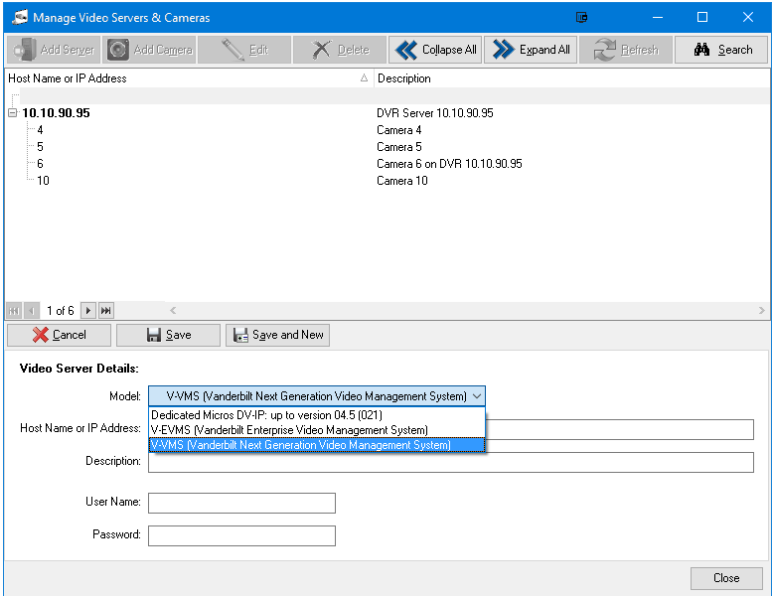 Manage Video Servers & Cameras
Add Server Add Camera Edit Delete Collapse All Expand All Refresh Search
Host Name or IP Address Description
10.10.90.95 DVR Server 10.10.90.95
4 Camera 4
5 Camera 5
6 Camera 6 on DVR 10.10.90.95
10 Camera 10
1 of 6
Cancel Save Save and New
Video Server Details:
Model: V-VMS (Vanderbilt Next Generation Video Management System)
Dedicated Micros DV-IP: up to version 04.5 (021)
Host Name or IP Address: V-EVMS (Vanderbilt Enterprise Video Management System)
V-VMS (Vanderbilt Next Generation Video Management System)
Description:
User Name:
Password:
Close